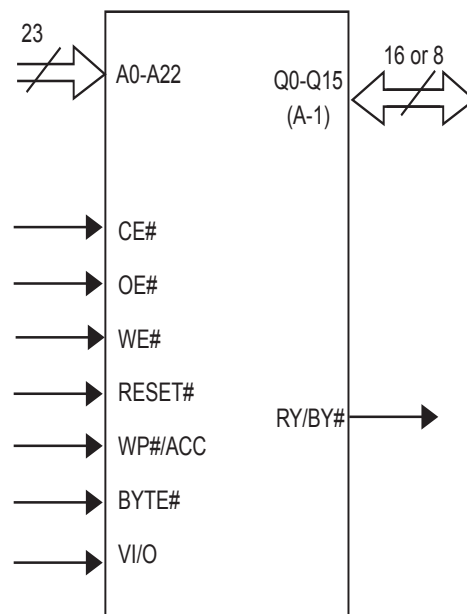 23
A0-A22
16 or 8
Q0-Q15
(A-1)
CE#
OE#
WE#
RESET#
RY/BY#
WP#/ACC
BYTE#
VI/O